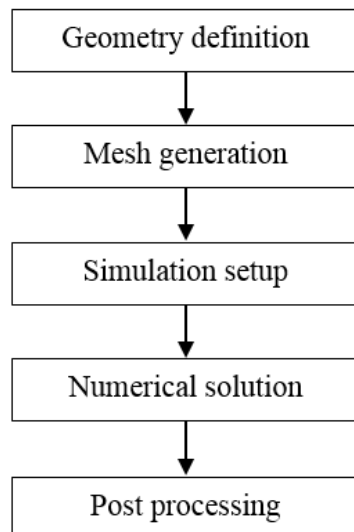 Geometry definition
Mesh generation
Simulation setup
Numerical solution
Post processing